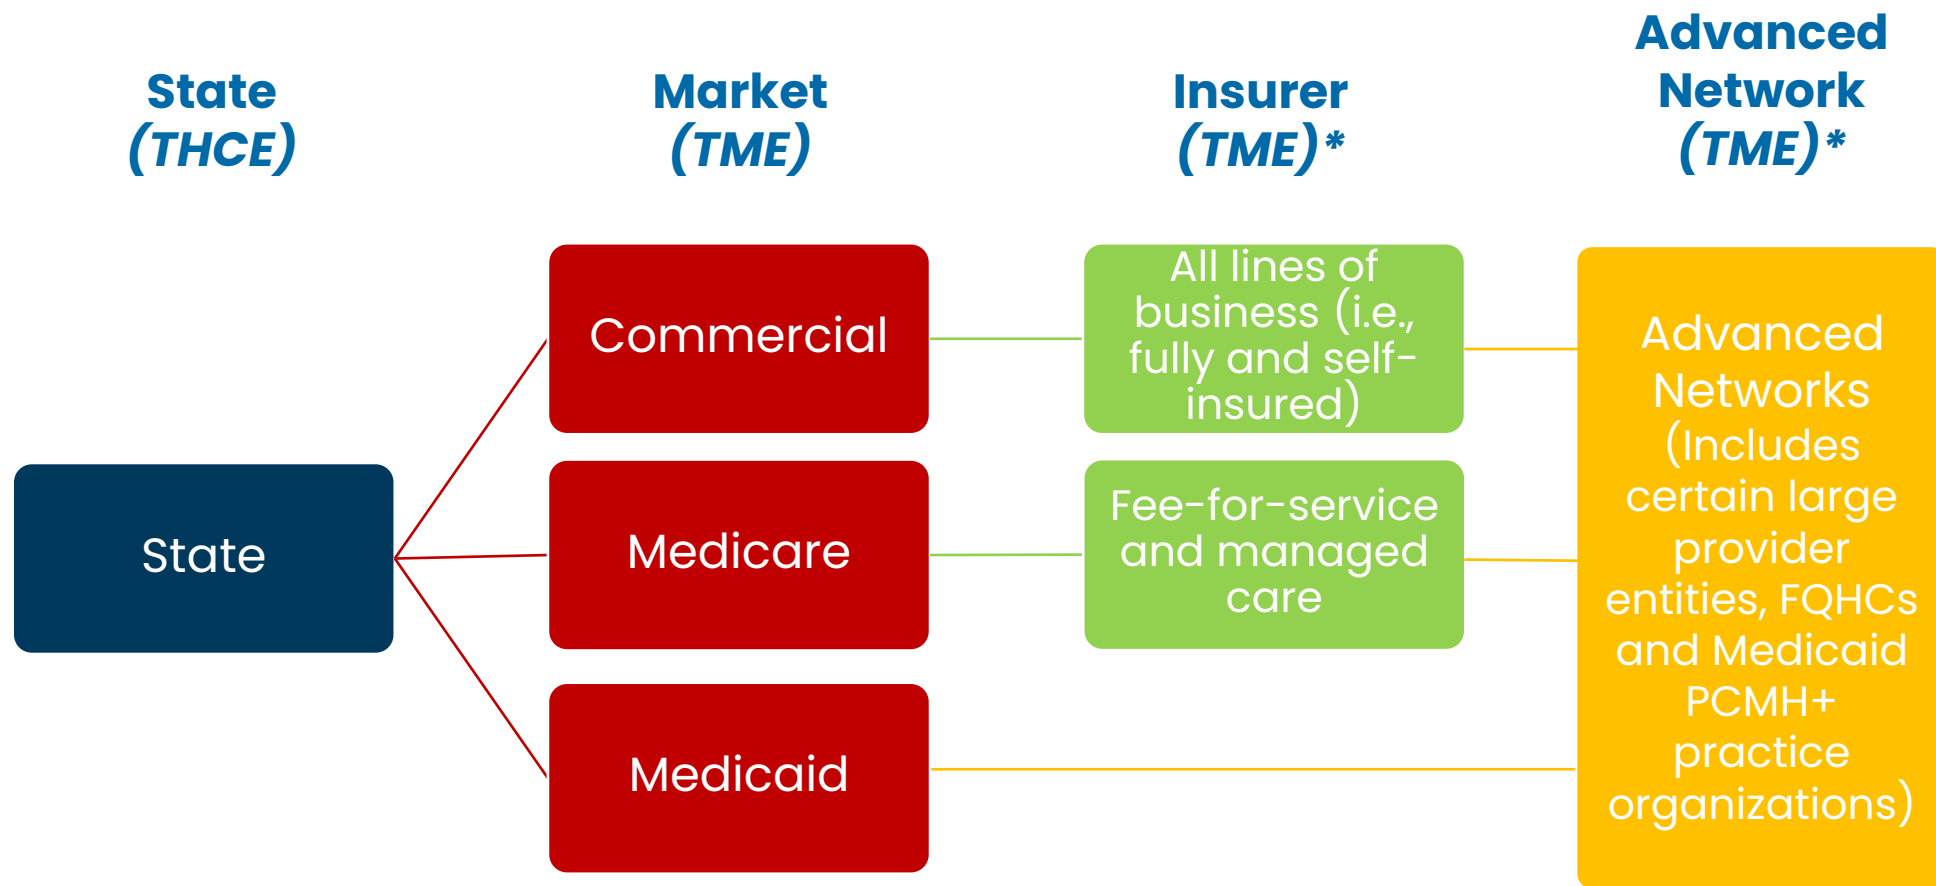 State
(THCE)
Market
(TME)
Insurer
(TME)*
Advanced
Network
(TME)*
State
Commercial
Medicare
Medicaid
All lines of
business (i.e.,
fully and self-
insured)
Fee-for-service
and managed
care
Advanced
Networks
(Includes
certain large
provider
entities, FQHCs
and Medicaid
PCMH+
practice
organizations)